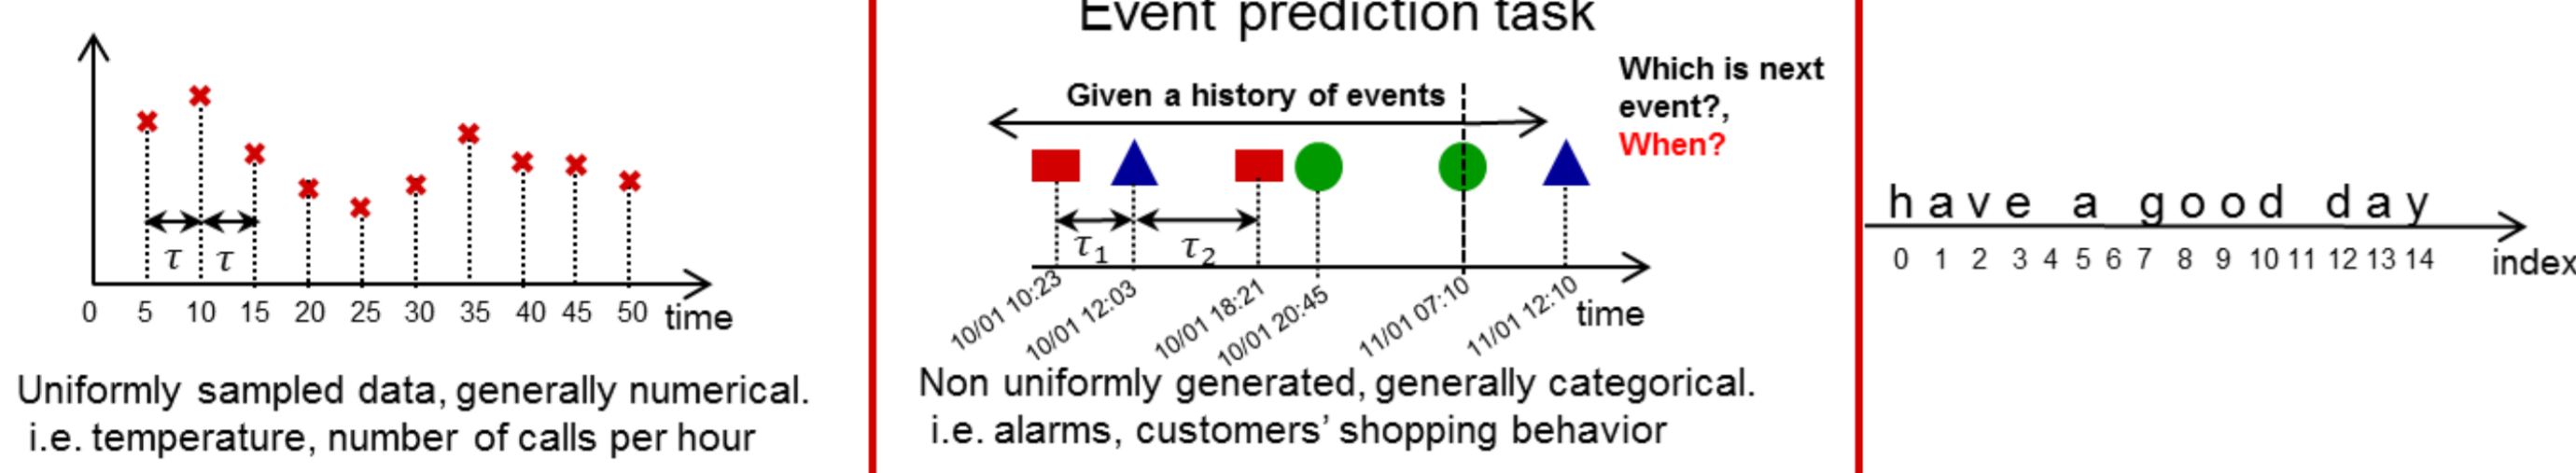 τ τ
0 5 10 15 20 25 30 35 40 45 50 time
Uniformly sampled data, generally numerical.
i.e. temperature, number of calls per hour
Event prediction task
Given a history of events
Which is next
event?,
When?
τ1 τ2
10/01 10:23 10/01 12:03 10/01 18:21 10/01 20:45 11/01 07:10 11/01 12:10 time
Non uniformly generated, generally categorical.
i.e. alarms, customers’ shopping behavior
have a good day
0 1 2 3 4 5 6 7 8 9 10 11 12 13 14 index